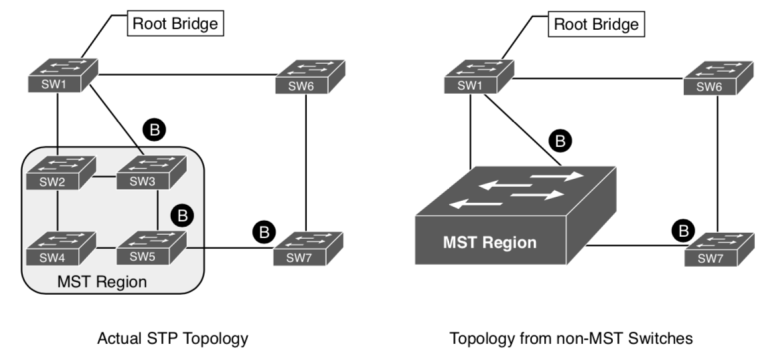 Root Bridge
SW1
SW6
B
SW2
SW3
B
B
SW4
SW5
SW7
MST Region
Actual STP Topology
Root Bridge
SW1
SW6
B
MST Region
B
SW7
Topology from non-MST Switches